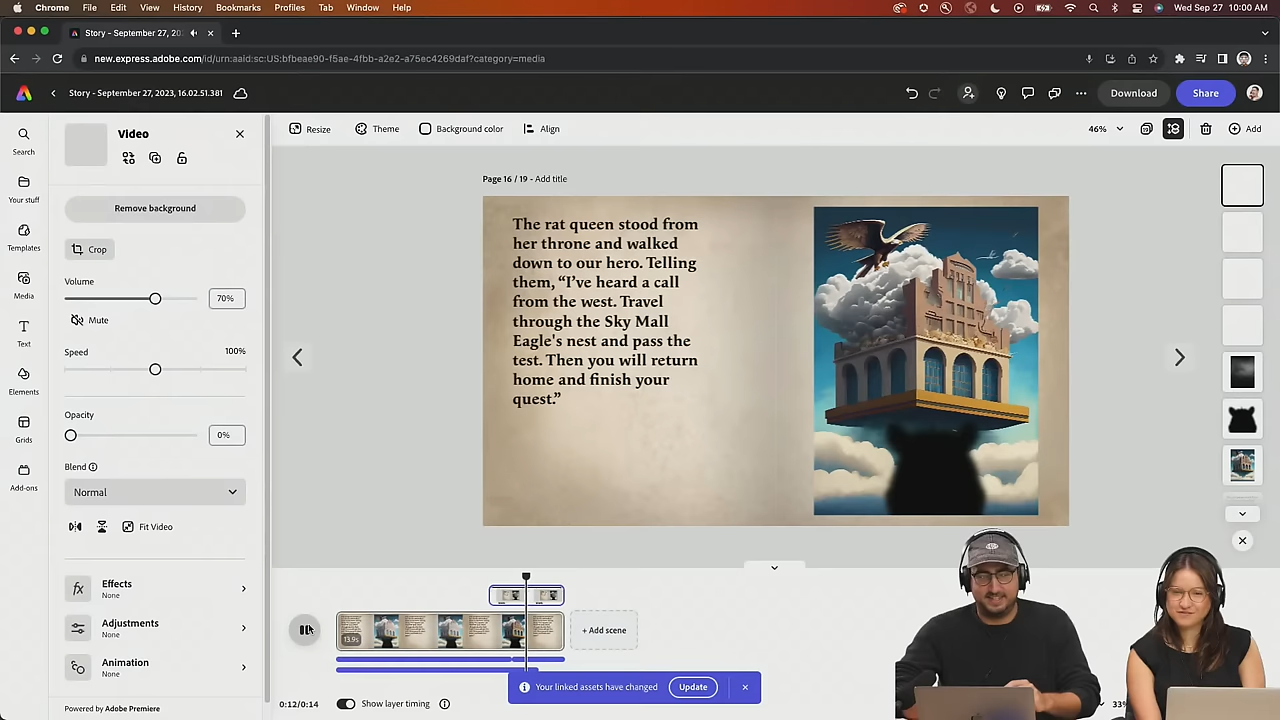 Chrome File Edit View History Bookmarks Profiles Tab Window Help Wed Sep 27 10:00 AM
Story - September 27, 20
new.express.adobe.com/id/urn:aaid:sc:US:bfbeae90-f5ae-4fbb-a2e2-a75ec4269daf?category=media
Story - September 27, 2023, 16.02.51.381 Download Share
Search
Your stuff
Templates
Media
Text
Elements
Grids
Add-ons
Video
Remove background
Crop
Volume
70%
Mute
Speed 100%
Opacity
0%
Blend
Normal
Fit Video
Effects
None
Adjustments
None
Animation
None
Powered by Adobe Premiere
Resize Theme Background color Align 46% Add
Page 16 / 19 - Add title
The rat queen stood from
her throne and walked
down to our hero. Telling
them, “I’ve heard a call
from the west. Travel
through the Sky Mall
Eagle's nest and pass the
test. Then you will return
home and finish your
quest.”
13.9s
+ Add scene
Your linked assets have changed Update
0:12/0:14 Show layer timing 33%